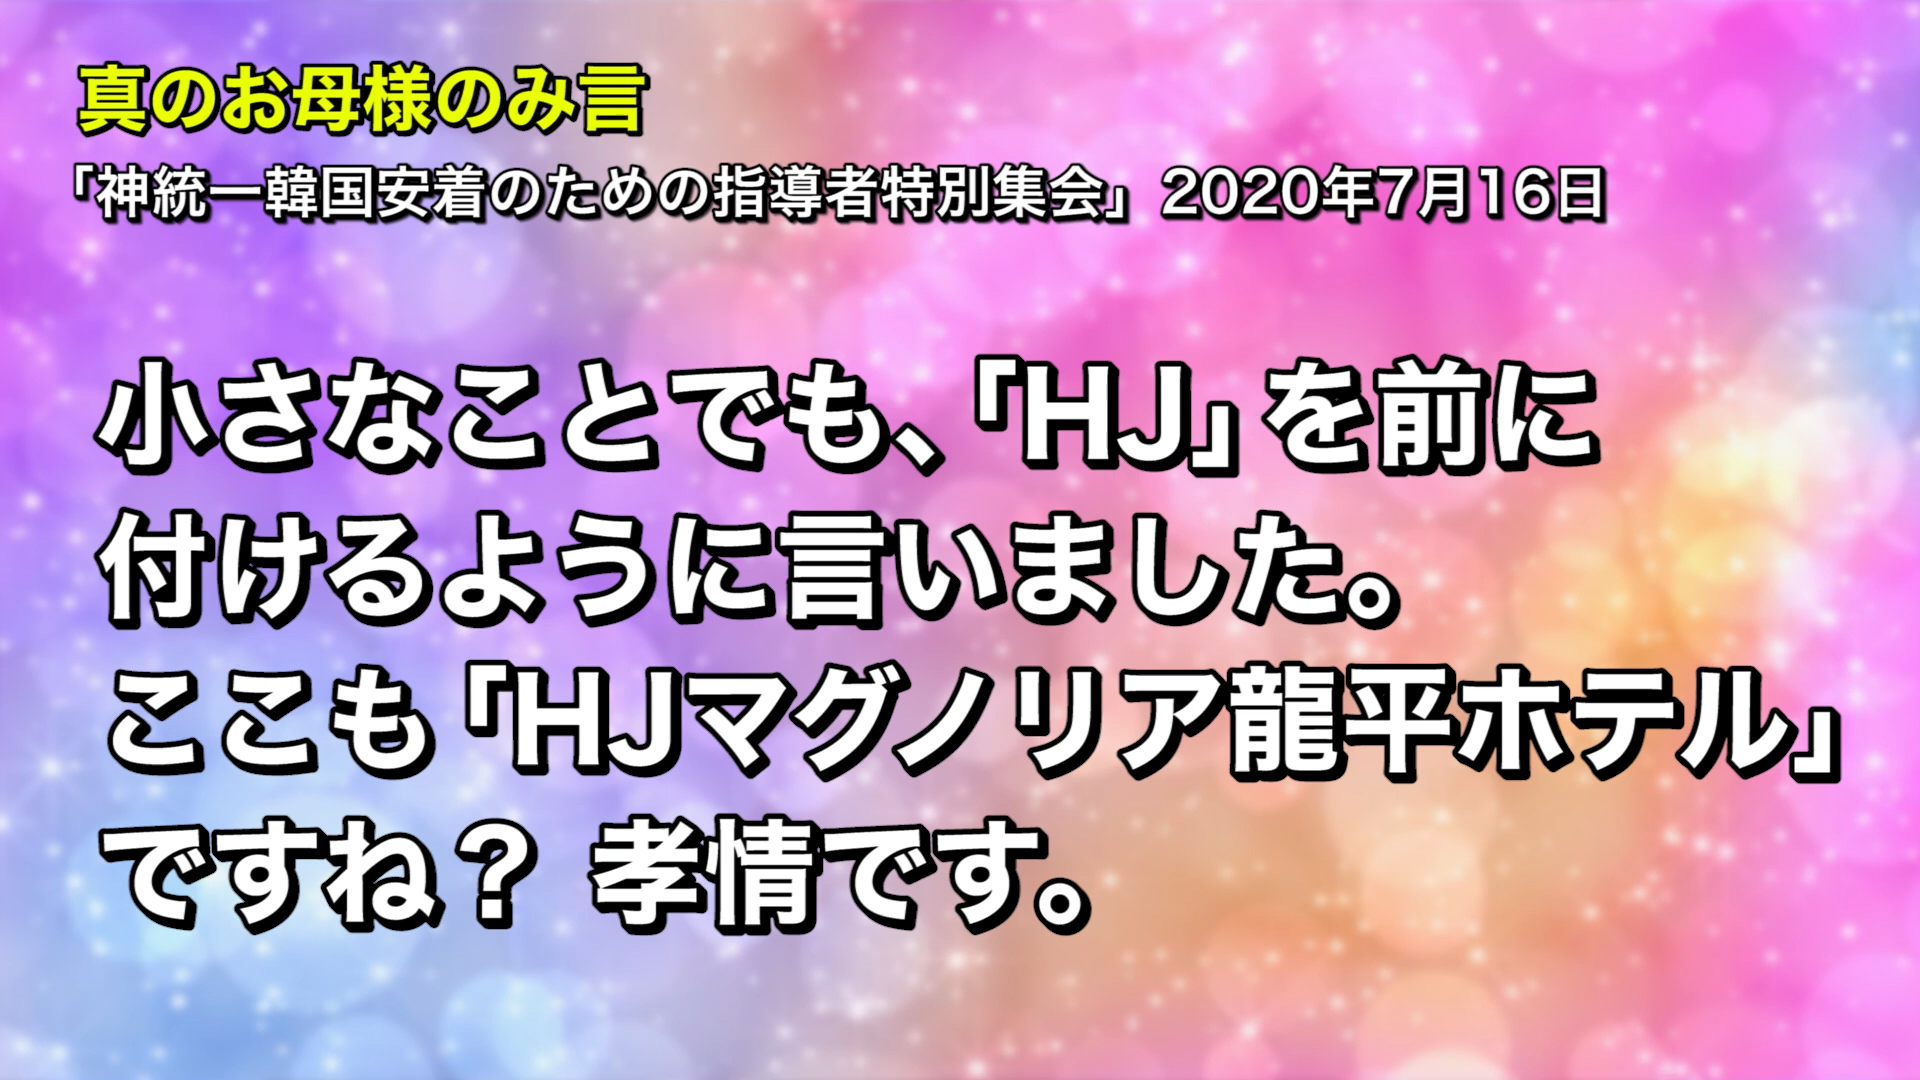 真のお母様のみ言
「神統一韓国安着のための指導者特別集会」2020年7月16日
小さなことでも、「HJ」を前に
付けるように言いました。
ここも「HJマグノリア龍平ホテル」
ですね？ 孝情です。